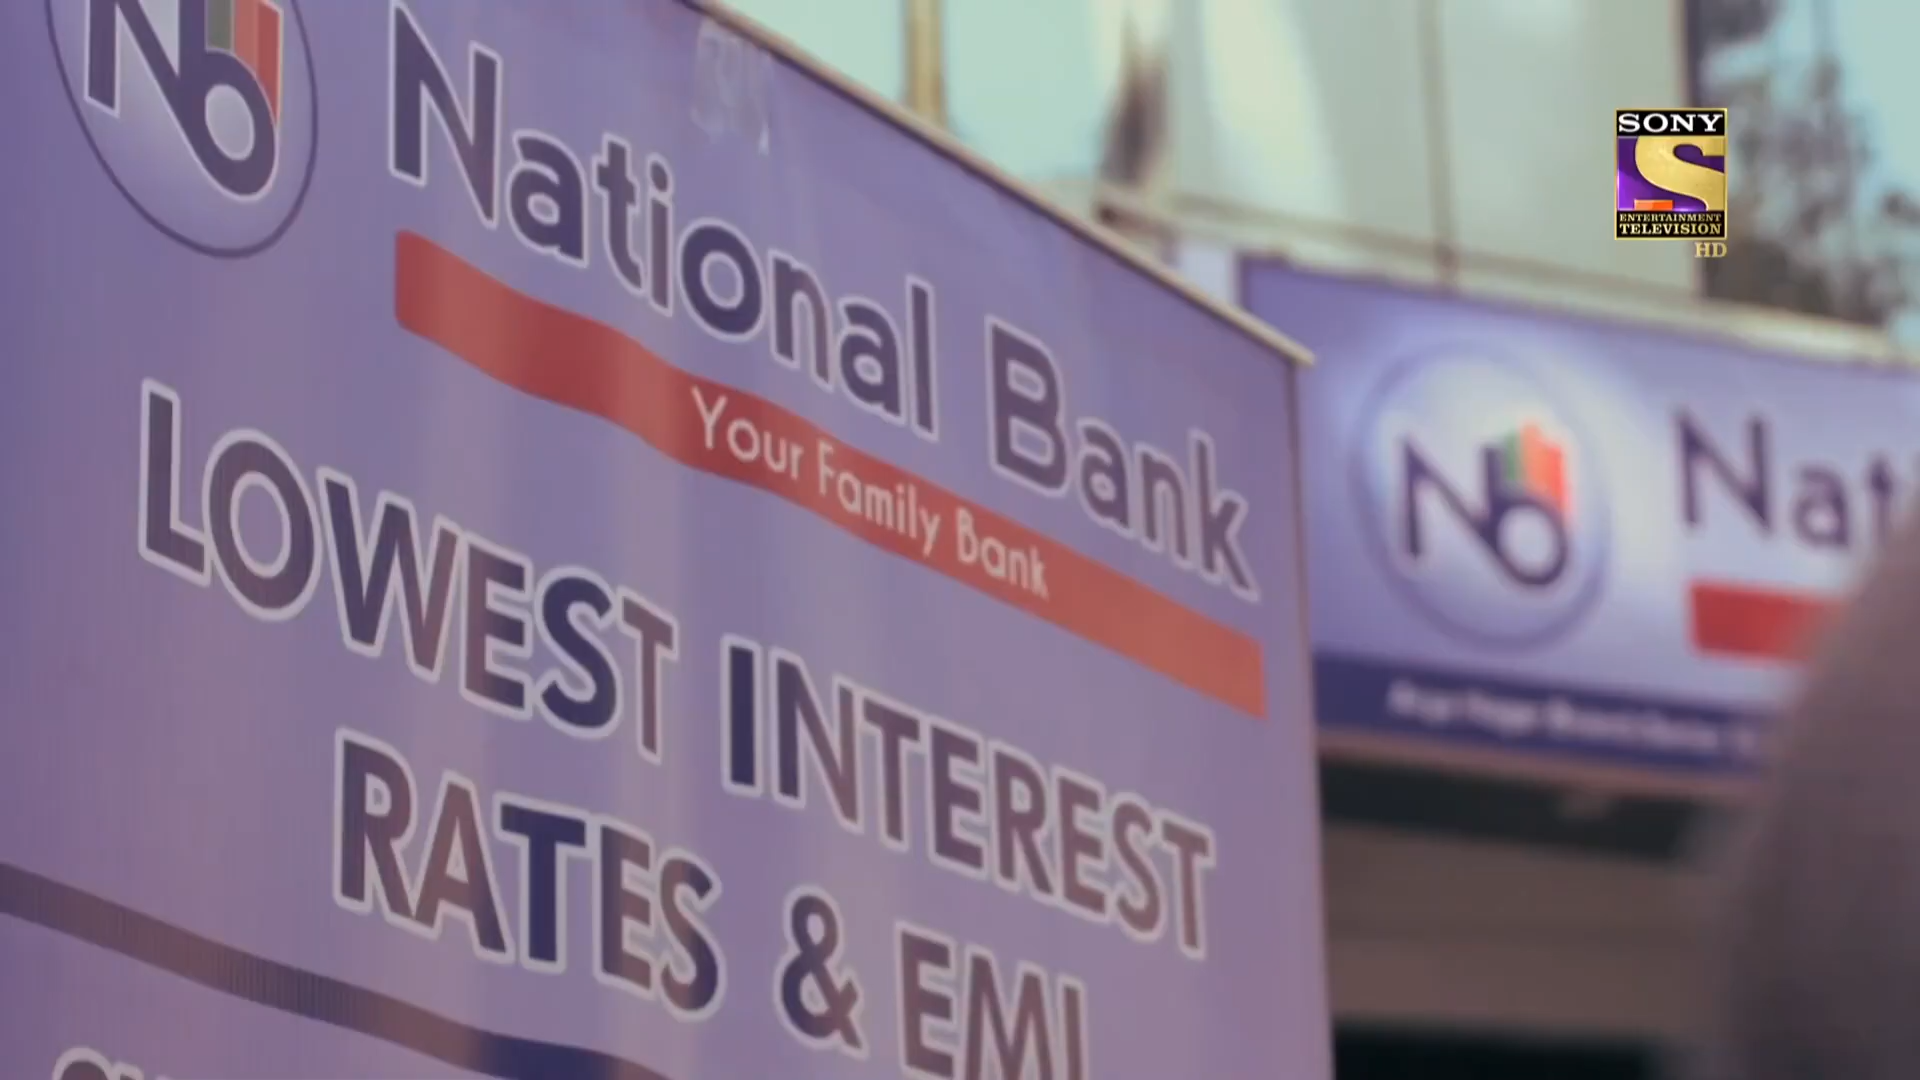 National Bank
Your Family Bank
LOWEST INTEREST
RATES & EMI
Nat
SONY
ENTERTAINMENT
TELEVISION
HD